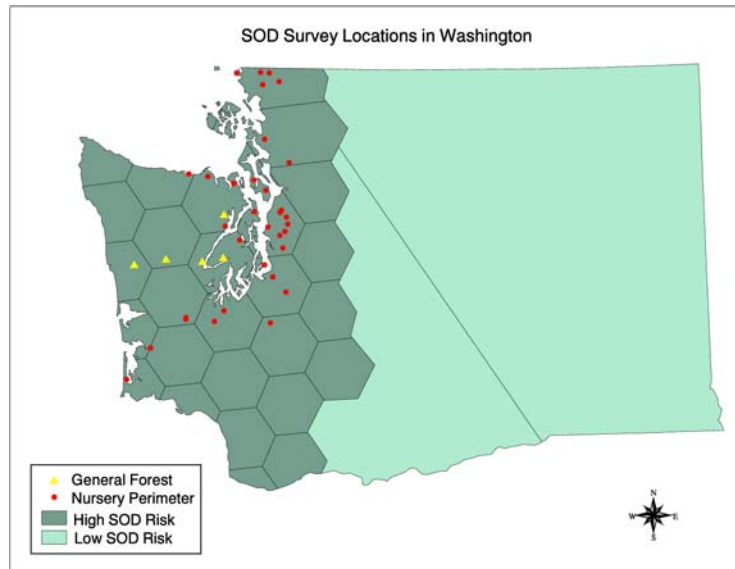 SOD Survey Locations in Washington
General Forest
Nursery Perimeter
High SOD Risk
Low SOD Risk
N
W E
S